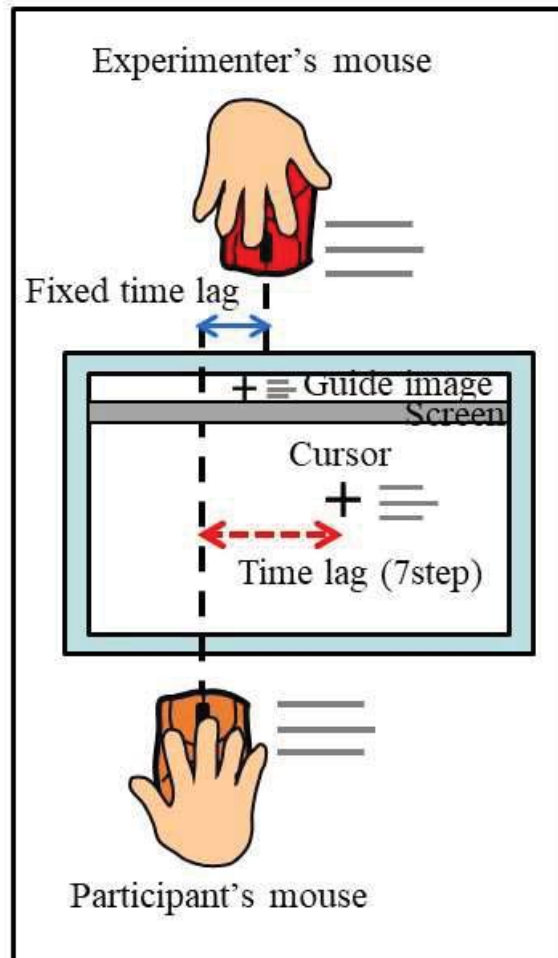 Experimenter's mouse
Fixed time lag
Guide image
Screen
Cursor
Time lag (7step)
Participant's mouse